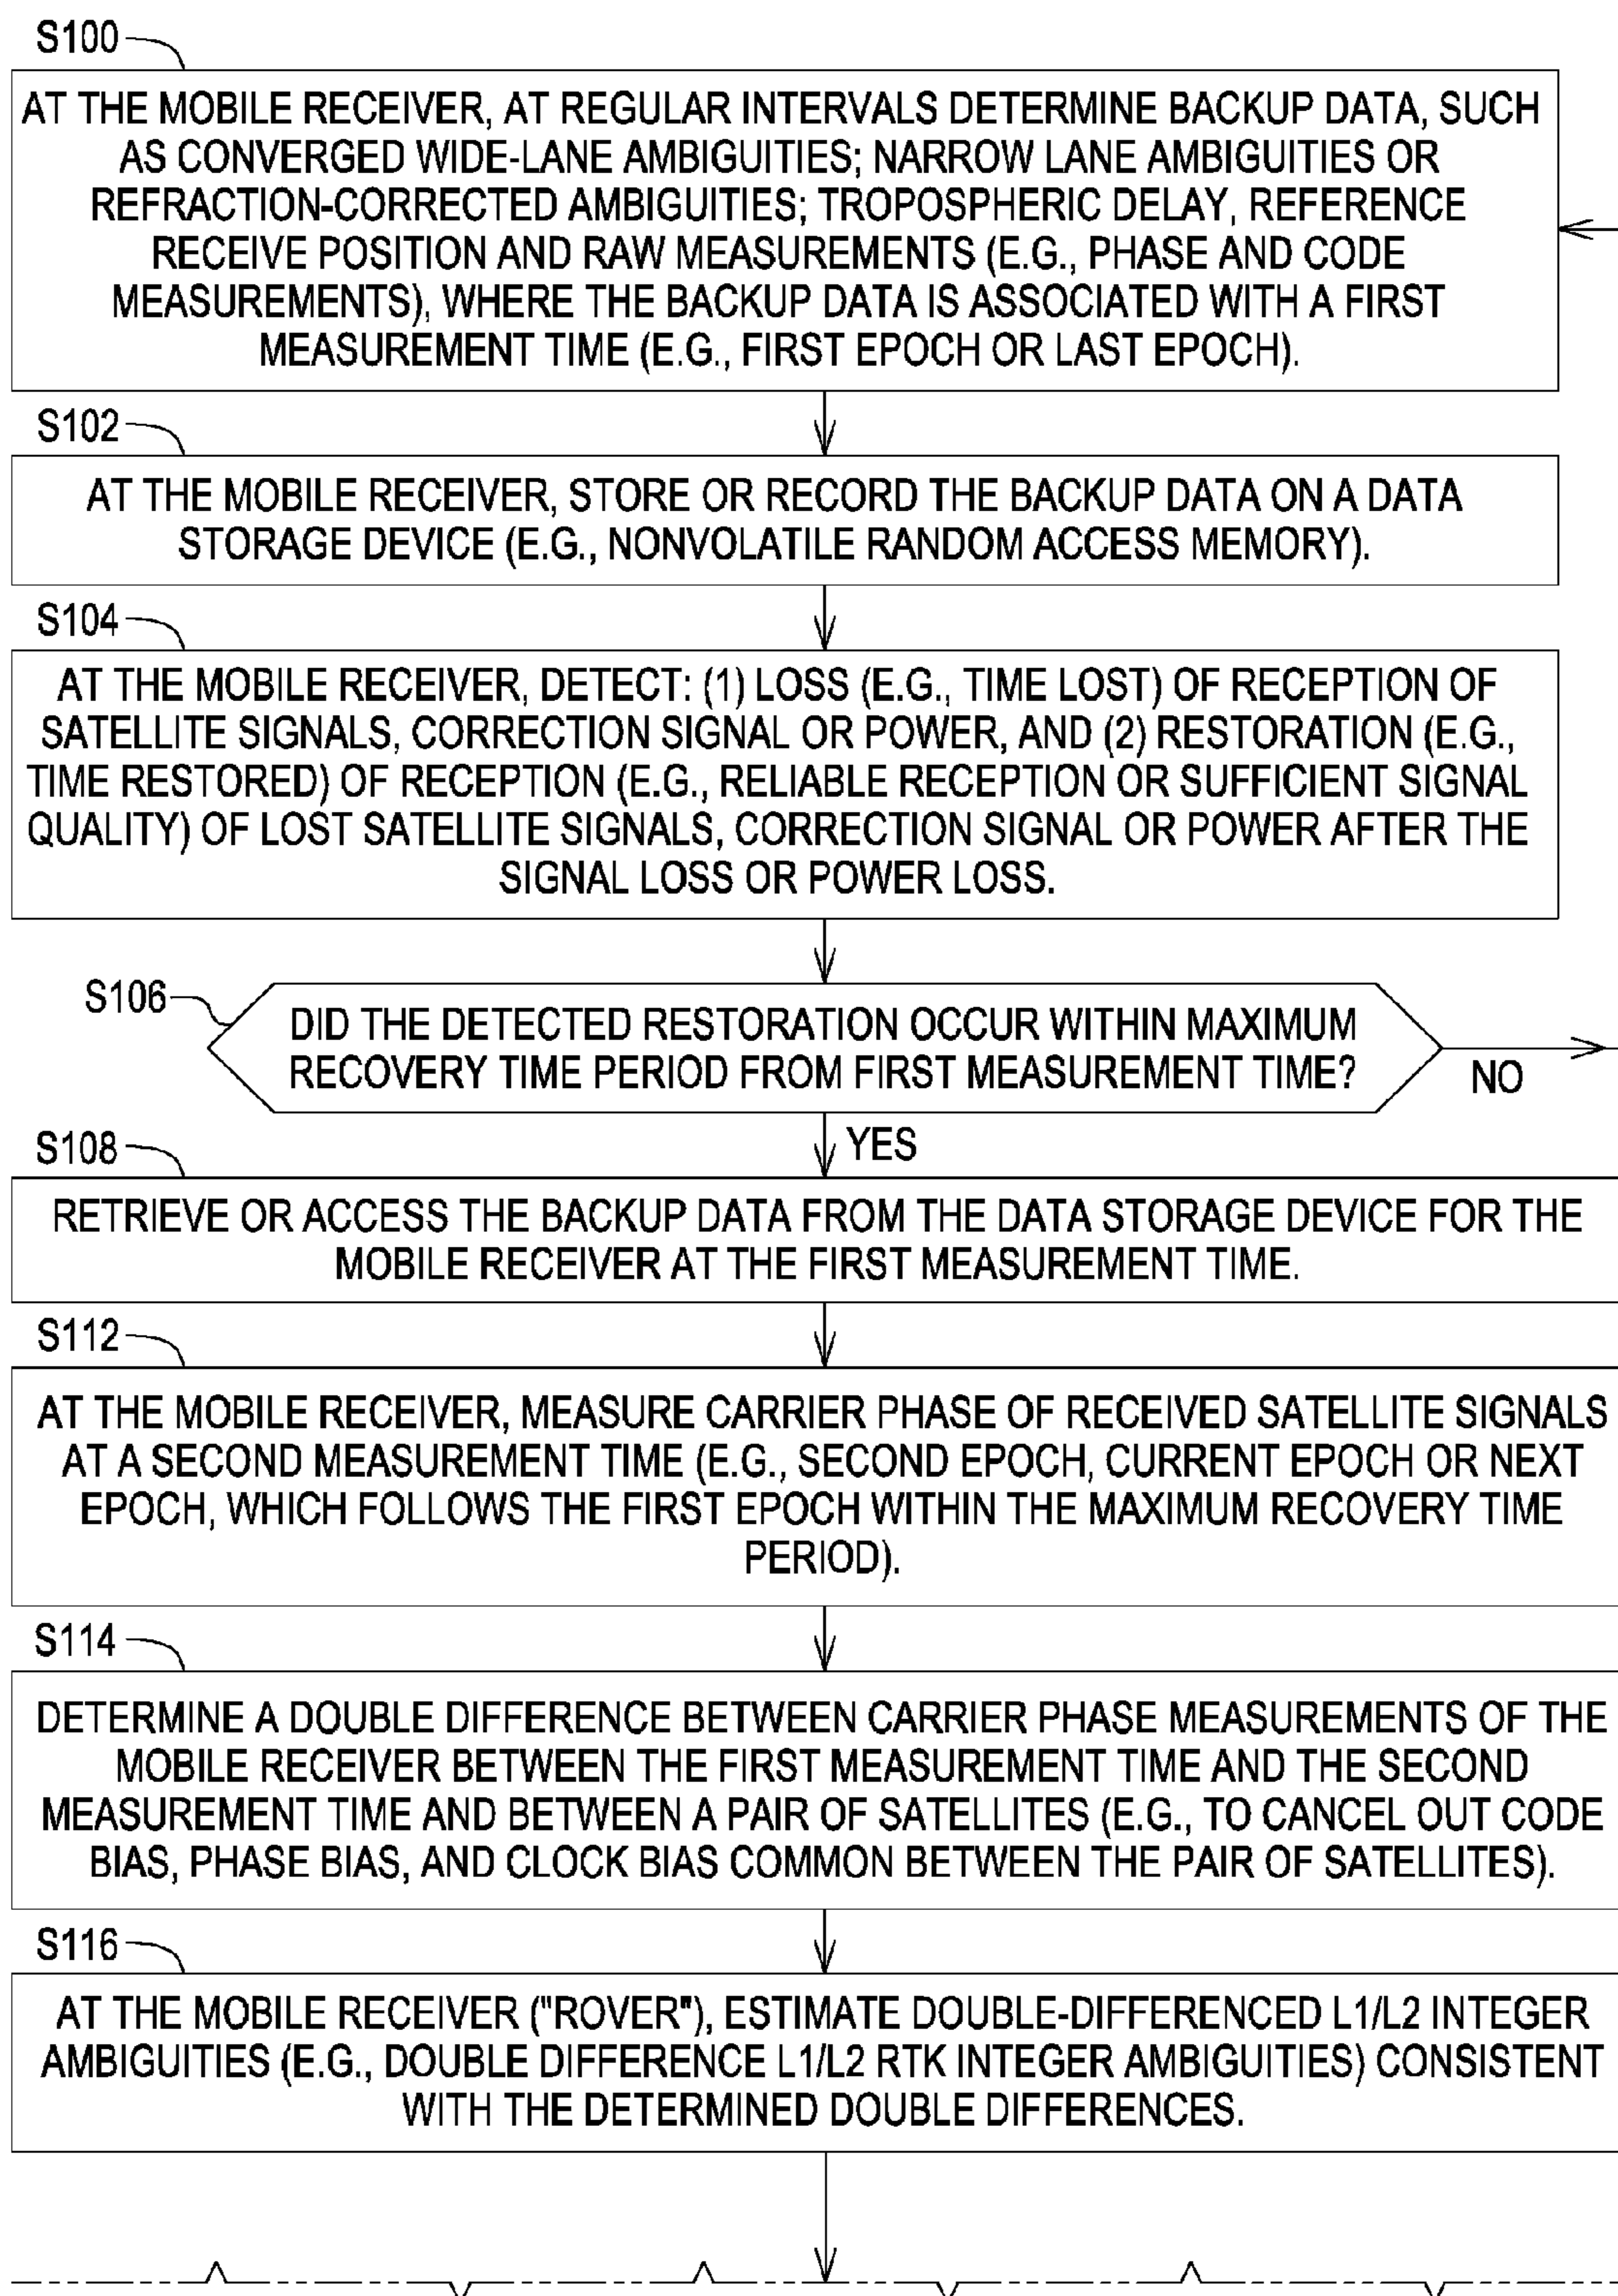 S100
AT THE MOBILE RECEIVER, AT REGULAR INTERVALS DETERMINE BACKUP DATA, SUCH
AS CONVERGED WIDE-LANE AMBIGUITIES; NARROW LANE AMBIGUITIES OR
REFRACTION-CORRECTED AMBIGUITIES; TROPOSPHERIC DELAY, REFERENCE
RECEIVE POSITION AND RAW MEASUREMENTS (E.G., PHASE AND CODE
MEASUREMENTS), WHERE THE BACKUP DATA IS ASSOCIATED WITH A FIRST
MEASUREMENT TIME (E.G., FIRST EPOCH OR LAST EPOCH).
S102
AT THE MOBILE RECEIVER, STORE OR RECORD THE BACKUP DATA ON A DATA
STORAGE DEVICE (E.G., NONVOLATILE RANDOM ACCESS MEMORY).
S104
AT THE MOBILE RECEIVER, DETECT: (1) LOSS (E.G., TIME LOST) OF RECEPTION OF
SATELLITE SIGNALS, CORRECTION SIGNAL OR POWER, AND (2) RESTORATION (E.G.,
TIME RESTORED) OF RECEPTION (E.G., RELIABLE RECEPTION OR SUFFICIENT SIGNAL
QUALITY) OF LOST SATELLITE SIGNALS, CORRECTION SIGNAL OR POWER AFTER THE
SIGNAL LOSS OR POWER LOSS.
S106
DID THE DETECTED RESTORATION OCCUR WITHIN MAXIMUM
RECOVERY TIME PERIOD FROM FIRST MEASUREMENT TIME?
NO
YES
S108
RETRIEVE OR ACCESS THE BACKUP DATA FROM THE DATA STORAGE DEVICE FOR THE
MOBILE RECEIVER AT THE FIRST MEASUREMENT TIME.
S112
AT THE MOBILE RECEIVER, MEASURE CARRIER PHASE OF RECEIVED SATELLITE SIGNALS
AT A SECOND MEASUREMENT TIME (E.G., SECOND EPOCH, CURRENT EPOCH OR NEXT
EPOCH, WHICH FOLLOWS THE FIRST EPOCH WITHIN THE MAXIMUM RECOVERY TIME
PERIOD).
S114
DETERMINE A DOUBLE DIFFERENCE BETWEEN CARRIER PHASE MEASUREMENTS OF THE
MOBILE RECEIVER BETWEEN THE FIRST MEASUREMENT TIME AND THE SECOND
MEASUREMENT TIME AND BETWEEN A PAIR OF SATELLITES (E.G., TO CANCEL OUT CODE
BIAS, PHASE BIAS, AND CLOCK BIAS COMMON BETWEEN THE PAIR OF SATELLITES).
S116
AT THE MOBILE RECEIVER ("ROVER"), ESTIMATE DOUBLE-DIFFERENCED L1/L2 INTEGER
AMBIGUITIES (E.G., DOUBLE DIFFERENCE L1/L2 RTK INTEGER AMBIGUITIES) CONSISTENT
WITH THE DETERMINED DOUBLE DIFFERENCES.